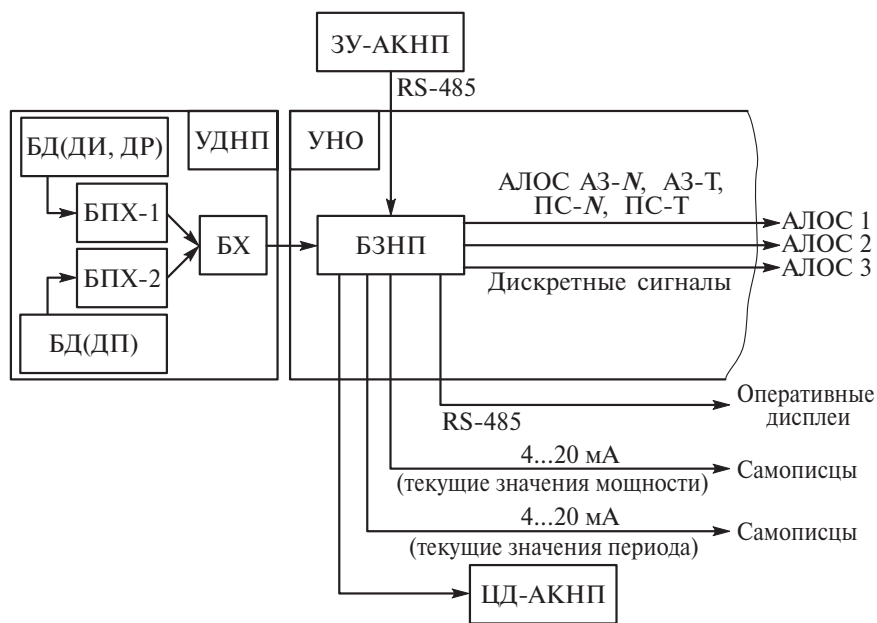 ЗУ-АКНП
RS-485
БД(ДИ, ДР)
УДНП
УНО
БПХ-1
АЛОС АЗ-N, АЗ-Т,
ПС-N, ПС-Т
АЛОС 1
БХ
БЗНП
АЛОС 2
БПХ-2
АЛОС 3
Дискретные сигналы
БД(ДП)
RS-485
Оперативные
дисплеи
4...20 мА
(текущие значения мощности)
Самописцы
4...20 мА
(текущие значения периода)
Самописцы
ЦД-АКНП